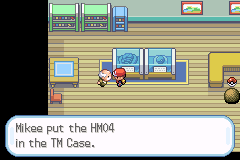 Mikee put the HM04
in the TM Case.